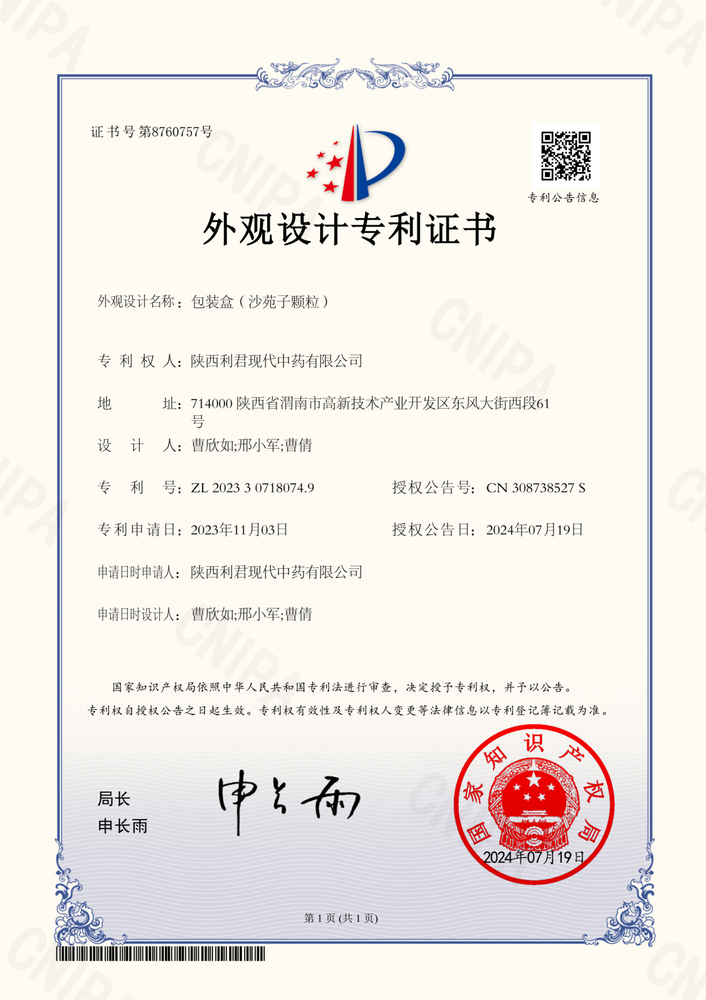 证书号第8760757号
专利公告信息
外观设计专利证书
外观设计名称：包装盒（沙苑子颗粒）
专利权人：陕西利君现代中药有限公司
地址：714000 陕西省渭南市高新技术产业开发区东风大街西段61
号
设计人：曹欣如;邢小军;曹倩
专利号：ZL 2023 3 0718074.9 授权公告号：CN 308738527 S
专利申请日：2023年11月03日 授权公告日：2024年07月19日
申请日时申请人：陕西利君现代中药有限公司
申请日时设计人：曹欣如;邢小军;曹倩
国家知识产权局依照中华人民共和国专利法进行审查，决定授予专利权，并予以公告。
专利权自授权公告之日起生效。专利权有效性及专利权人变更等法律信息以专利登记簿记载为准。
局长
申长雨
申长雨
国家知识产权局
2024年07月19日
第 1 页 (共 1 页)
CNIPA
CNIPA
CNIPA
CNIPA
CNIPA
CNIPA